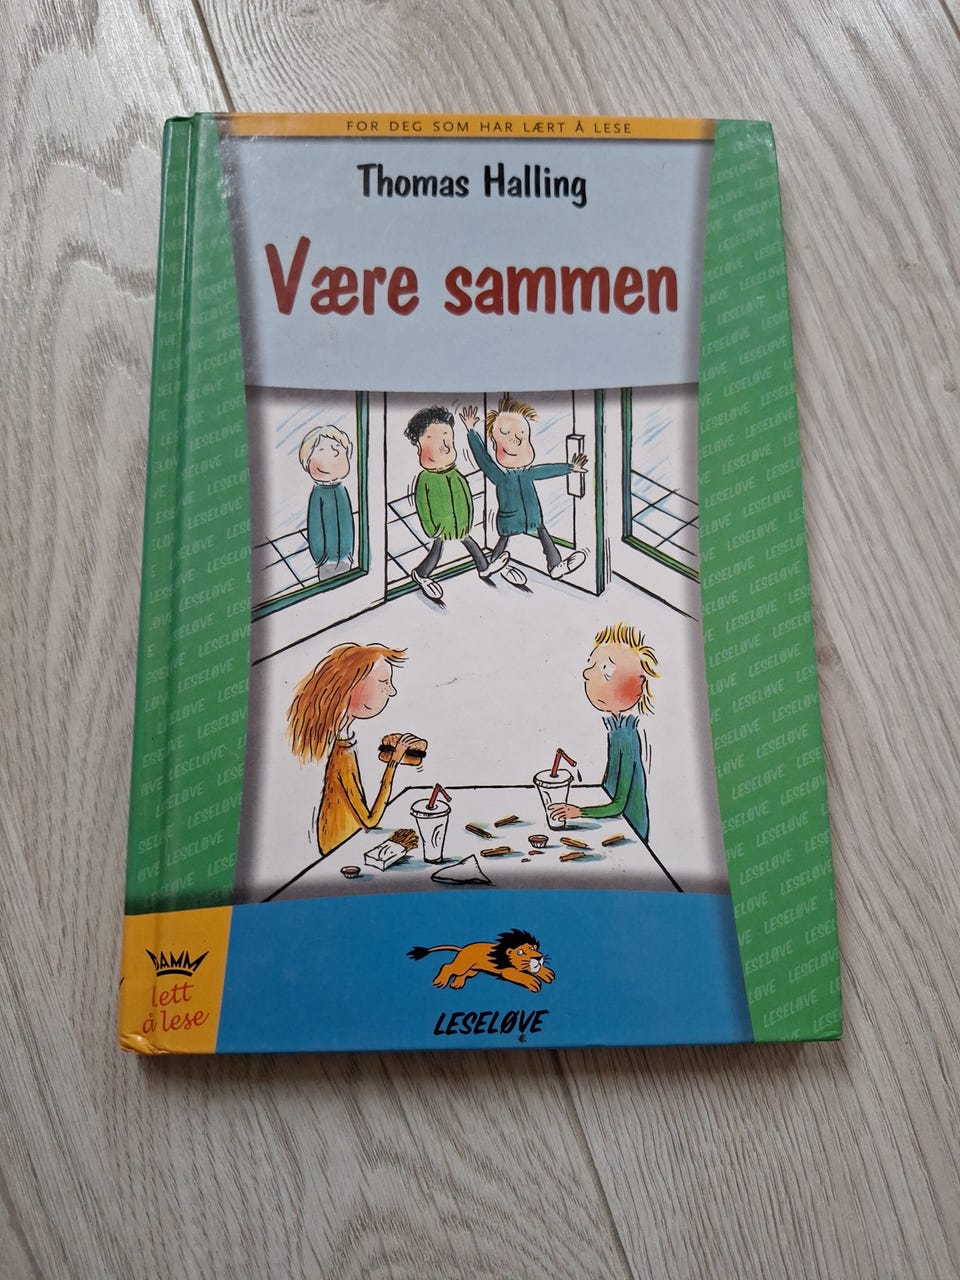 FOR DEG SOM HAR LÆRT Å LESE
Thomas Halling
Være sammen
DAMM
lett
å lese
LESELØVE